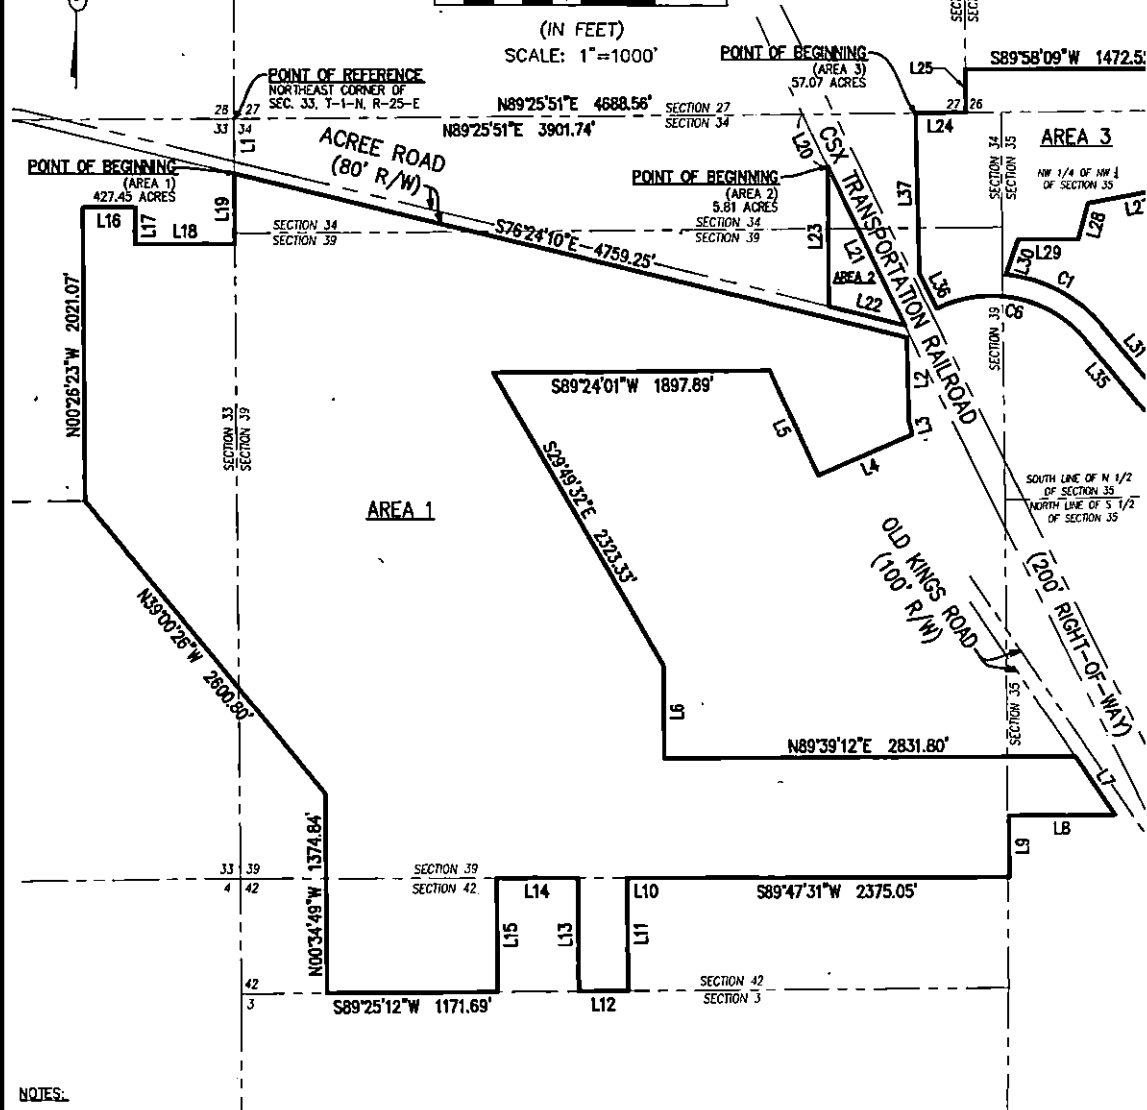 (IN FEET)
SCALE: 1"=1000'
POINT OF BEGINNING
(AREA 3)
57.07 ACRES
L25
S89°58'09"W 1472.5
POINT OF REFERENCE
NORTHEAST CORNER OF
SEC. 33, T-1-N, R-25-E
28 27
33 34
L1
N89°25'51"E 4688.56'
SECTION 27
SECTION 34
N89°25'51"E 3901.74'
27 26
L24
SECTION 34
SECTION 35
AREA 3
NW 1/4 OF NW 1/4
OF SECTION 35
ACREE ROAD
(80' R/W)
L20
CSX TRANSPORTATION RAILROAD
L37
POINT OF BEGINNING
(AREA 1)
427.45 ACRES
POINT OF BEGINNING
(AREA 2)
5.81 ACRES
L16
L17
L18
L19
SECTION 34
SECTION 39
S76°24'10"E 4759.25'
SECTION 34
SECTION 39
L23
L21
AREA 2
L22
L28
L29
L30
C1
L36
C6
SECTION 39
L31
L35
N00°26'23"W 2021.07'
SECTION 33
SECTION 39
S89°24'01"W 1897.89'
L2
L5
L3
L4
S29°49'32"E 2323.33'
AREA 1
SOUTH LINE OF N 1/2
OF SECTION 35
NORTH LINE OF S 1/2
OF SECTION 35
OLD KINGS ROAD
(100' R/W)
(200' RIGHT-OF-WAY)
N39°00'26"W 2600.80'
L6
SECTION 35
N89°39'12"E 2831.80'
L7
L8
L9
N00°34'49"W 1374.84'
33 39
4 42
SECTION 39
SECTION 42
L14
L10
S89°47'31"W 2375.05'
L15
L13
L11
42
3
S89°25'12"W 1171.69'
L12
SECTION 42
SECTION 3
NOTES: